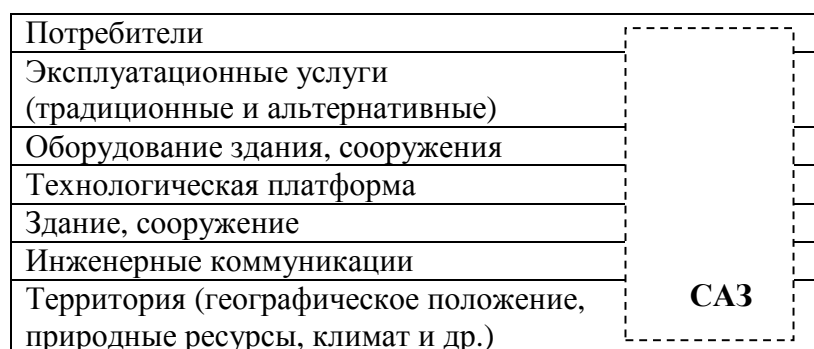 Потребители
Эксплуатационные услуги
(традиционные и альтернативные)
Оборудование здания, сооружения
Технологическая платформа
Здание, сооружение
Инженерные коммуникации
Территория (географическое положение,
природные ресурсы, климат и др.)
САЗ